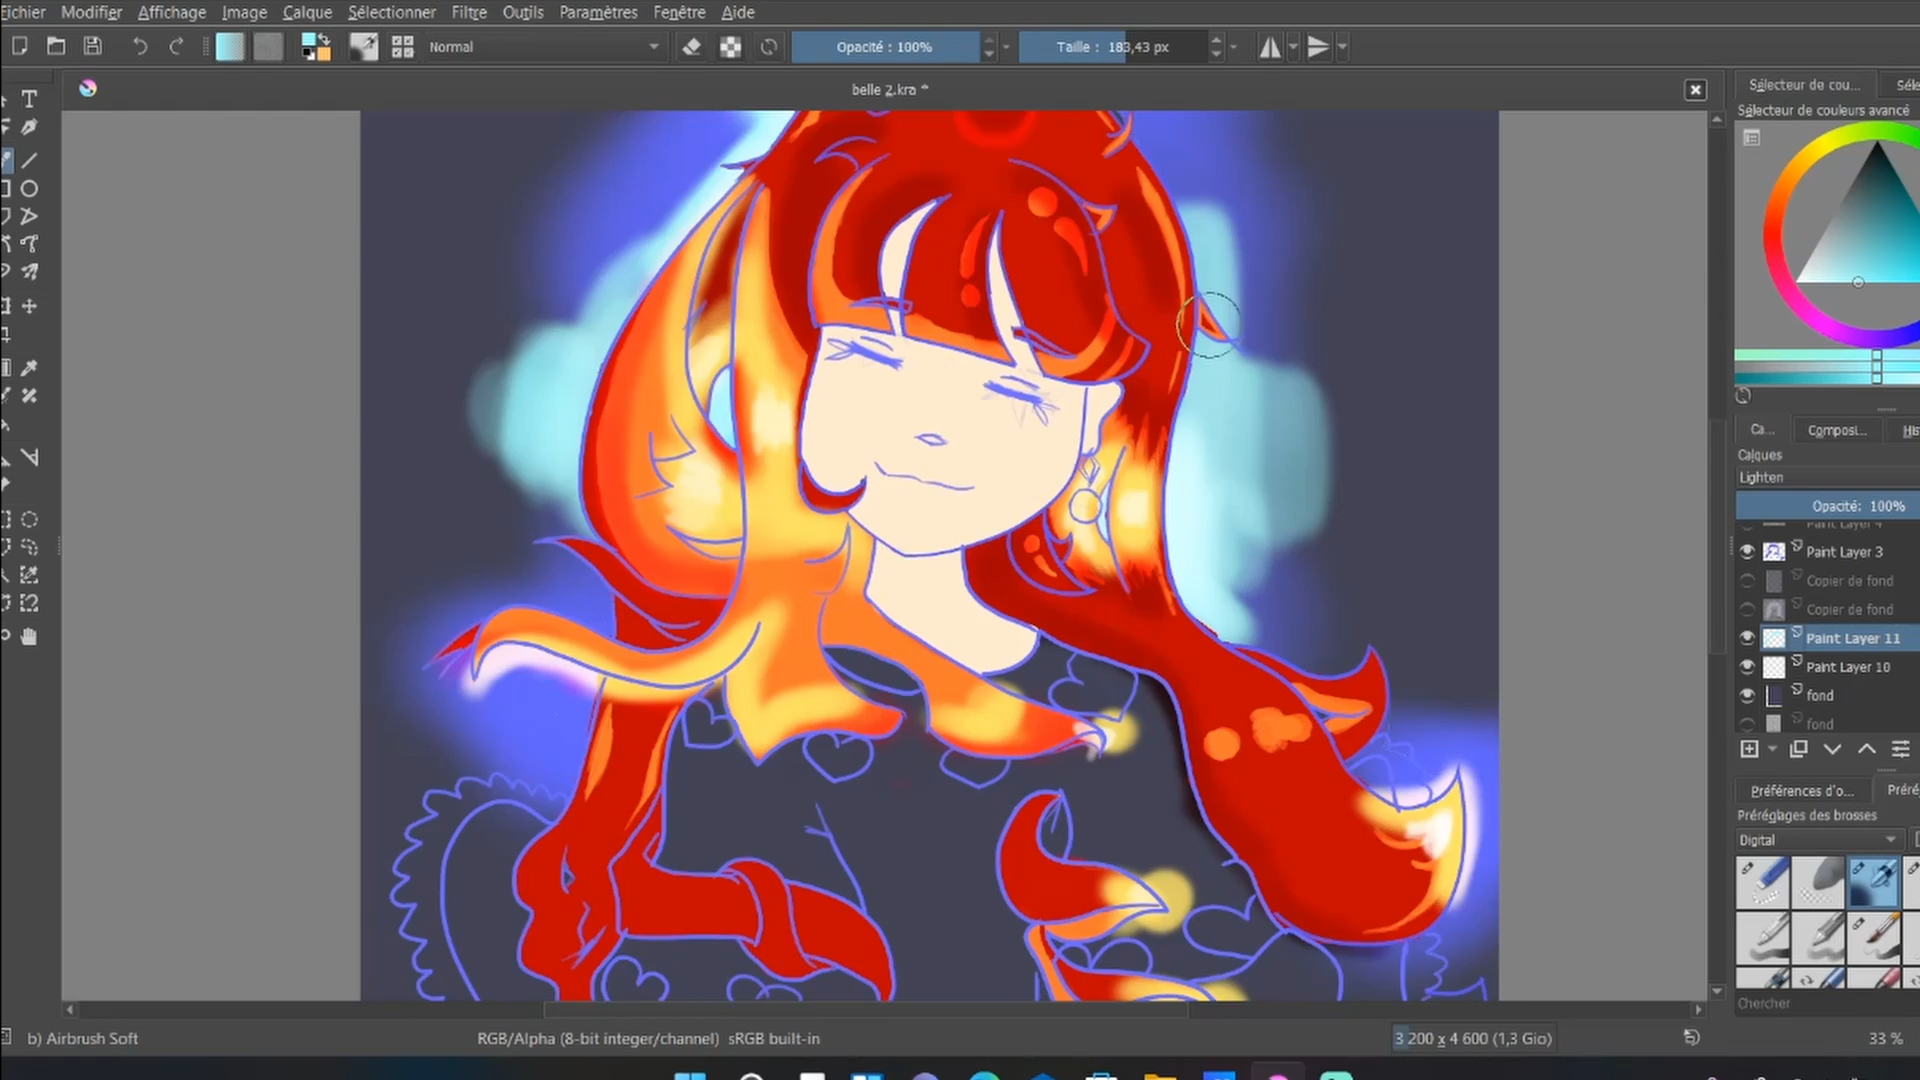 Fichier Modifier Affichage Image Calque Sélectionner Filtre Outils Paramètres Fenêtre Aide
Normal Opacité : 100% Taille : 183,43 px
belle 2.kra *
Sélecteur de cou... Séle
Sélecteur de couleurs avancé
Ca... Composi... His
Calques
Lighten
Opacité: 100%
Paint Layer 4
Paint Layer 3
Copier de fond
Copier de fond
Paint Layer 11
Paint Layer 10
fond
fond
Préférences d'o... Prére
Préréglages des brosses
Digital
Chercher
b) Airbrush Soft RGB/Alpha (8-bit integer/channel) sRGB built-in 3 200 x 4 600 (1,3 Gio) 33 %